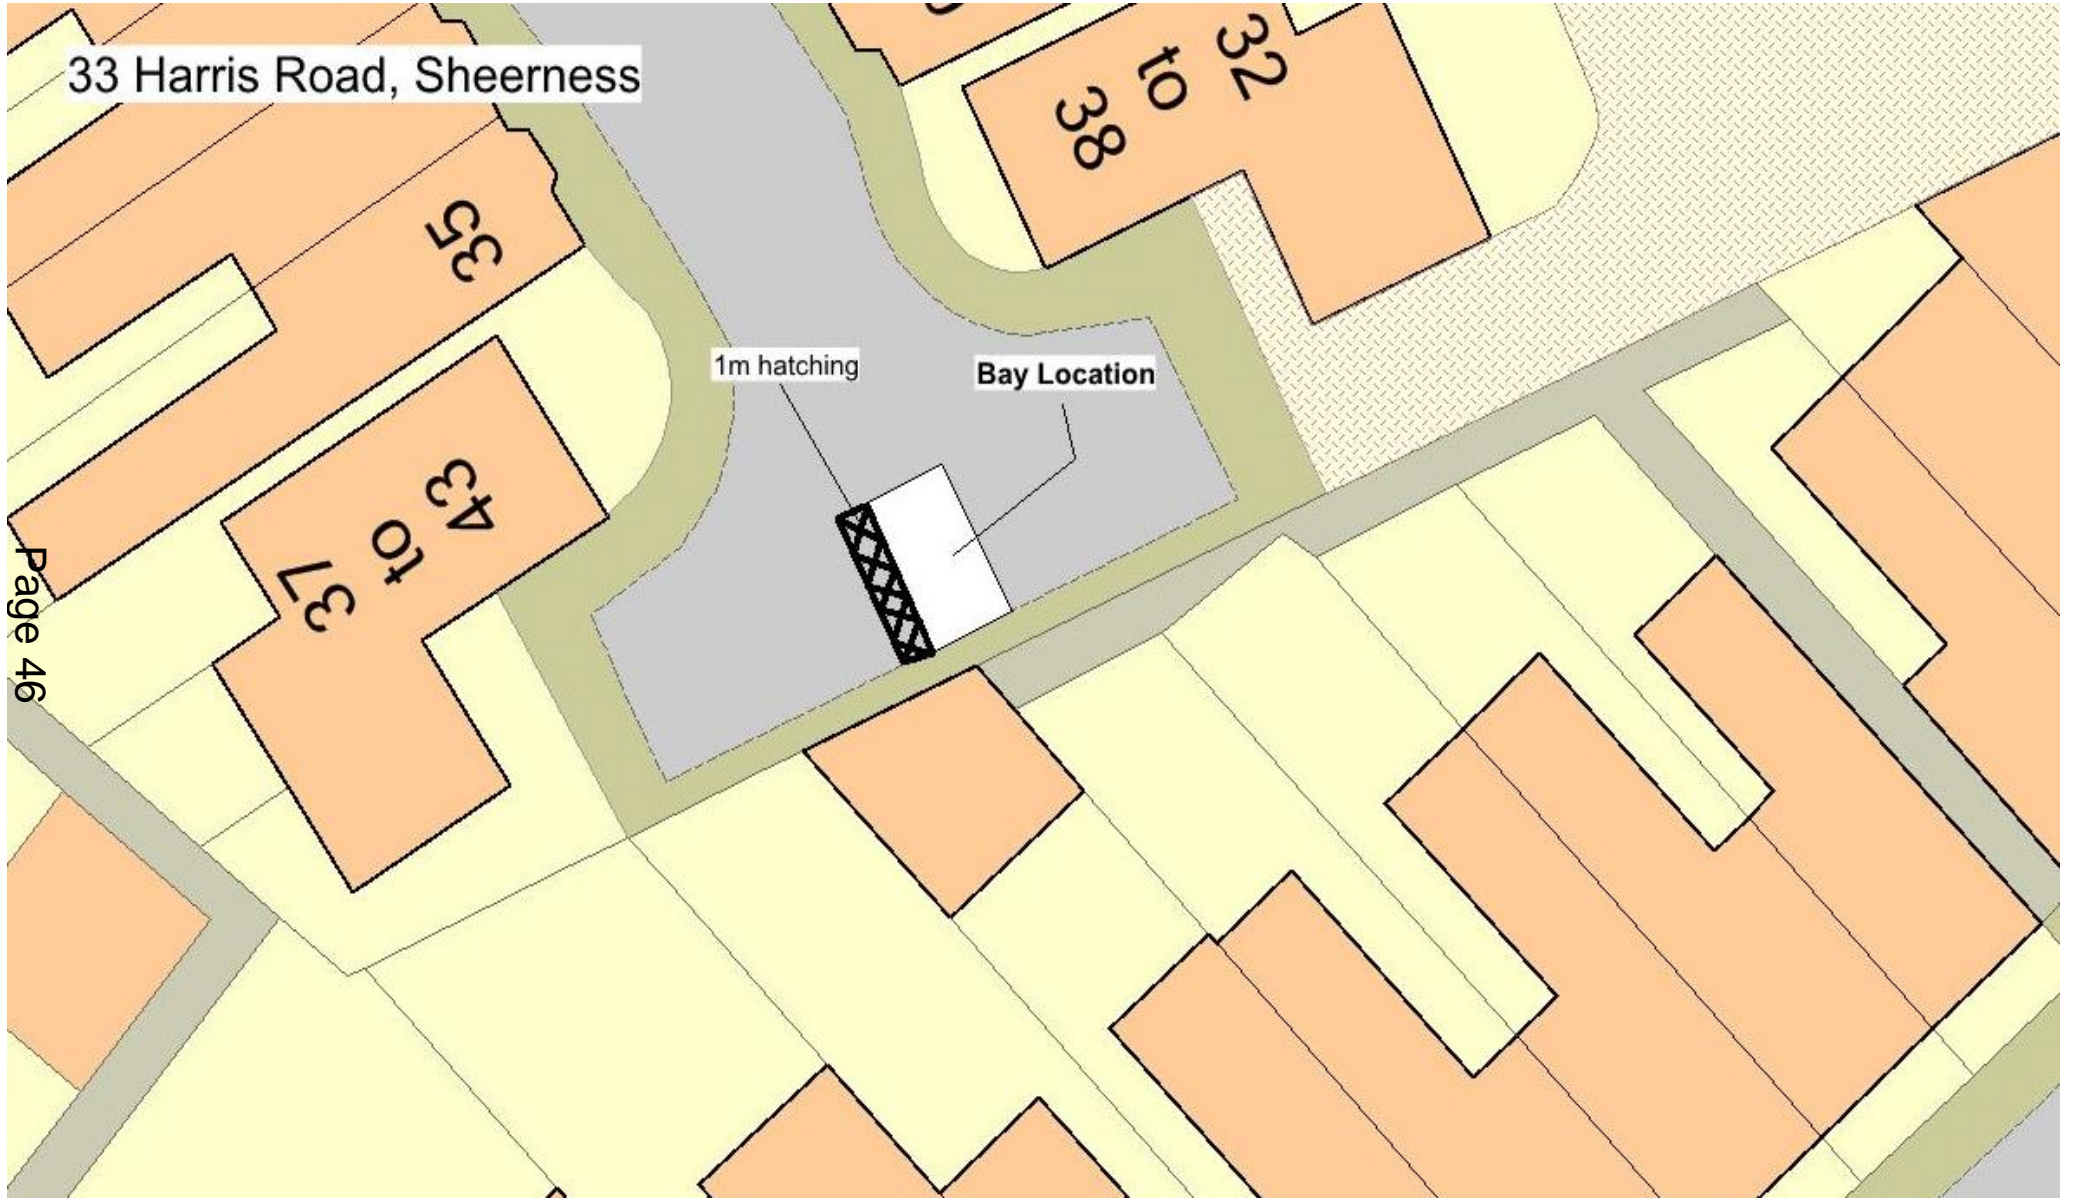 33 Harris Road, Sheerness
32
to
38
35
1m hatching
Bay Location
43
to
37
Page 46